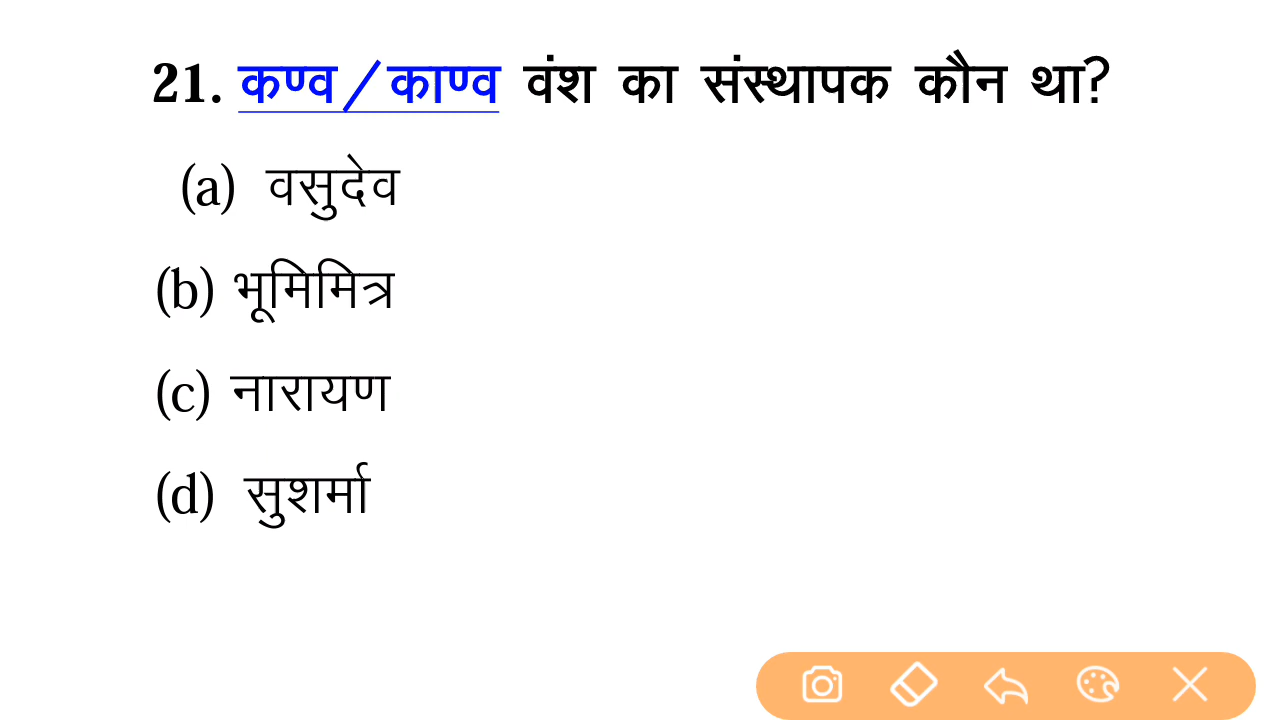 21. कण्व/काण्व वंश का संस्थापक कौन था?
(a) वसुदेव
(b) भूमिमित्र
(c) नारायण
(d) सुशर्मा